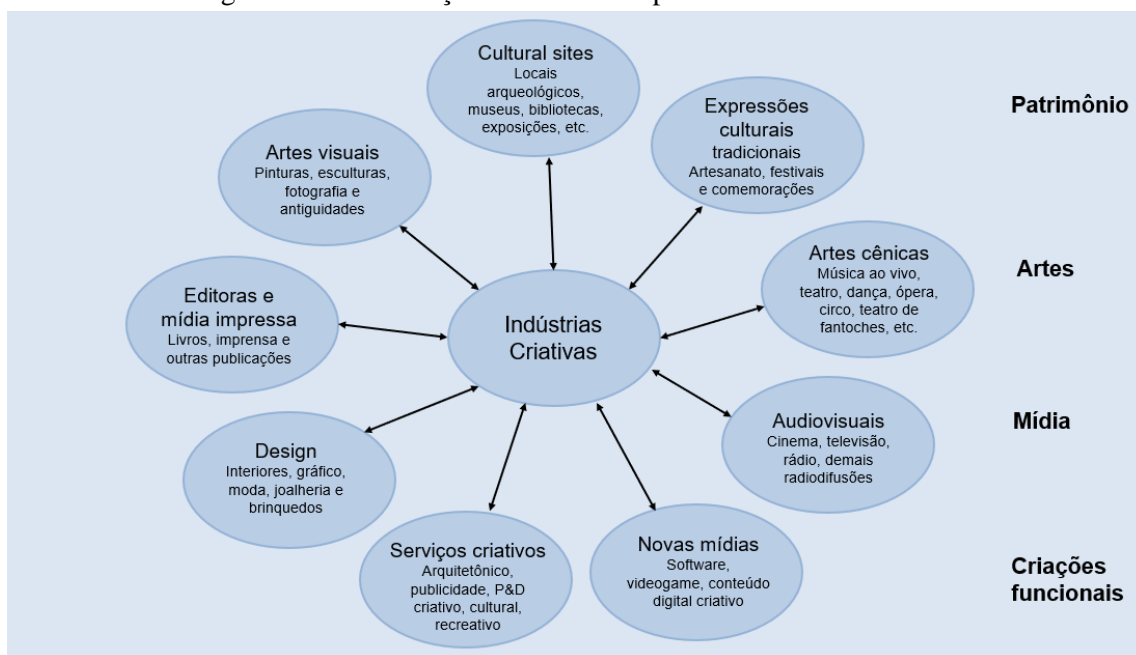 Cultural sites
Locais
arqueológicos,
museus, bibliotecas,
exposições, etc.
Expressões
culturais
tradicionais
Artesanato, festivais
e comemorações
Patrimônio
Artes visuais
Pinturas, esculturas,
fotografia e
antiguidades
Artes cênicas
Música ao vivo,
teatro, dança, ópera,
circo, teatro de
fantoches, etc.
Artes
Editoras e
mídia impressa
Livros, imprensa e
outras publicações
Indústrias
Criativas
Audiovisuais
Cinema, televisão,
rádio, demais
radiodifusões
Mídia
Design
Interiores, gráfico,
moda, joalheria e
brinquedos
Serviços criativos
Arquitetônico,
publicidade, P&D
criativo, cultural,
recreativo
Novas mídias
Software,
videogame, conteúdo
digital criativo
Criações
funcionais